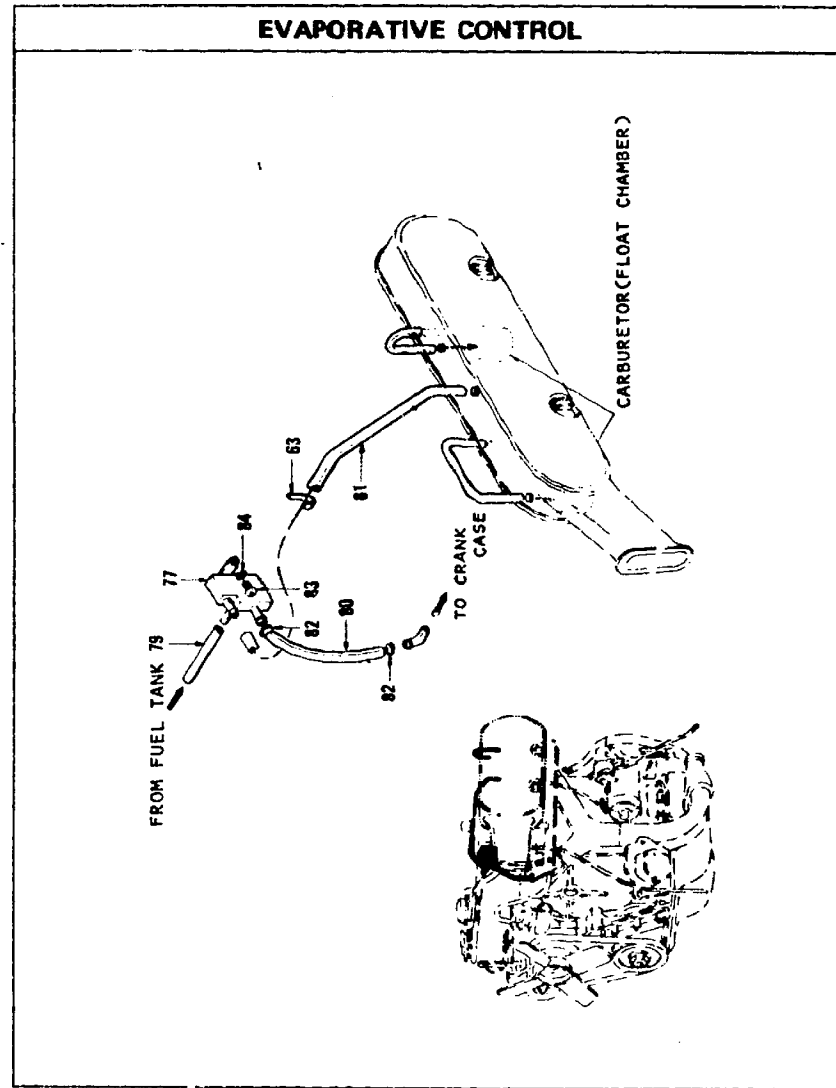 EVAPORATIVE CONTROL
FROM FUEL TANK 79
77
84
83
82
80
82
63
81
TO CRANK
CASE
CARBURETOR(FLOAT CHAMBER)